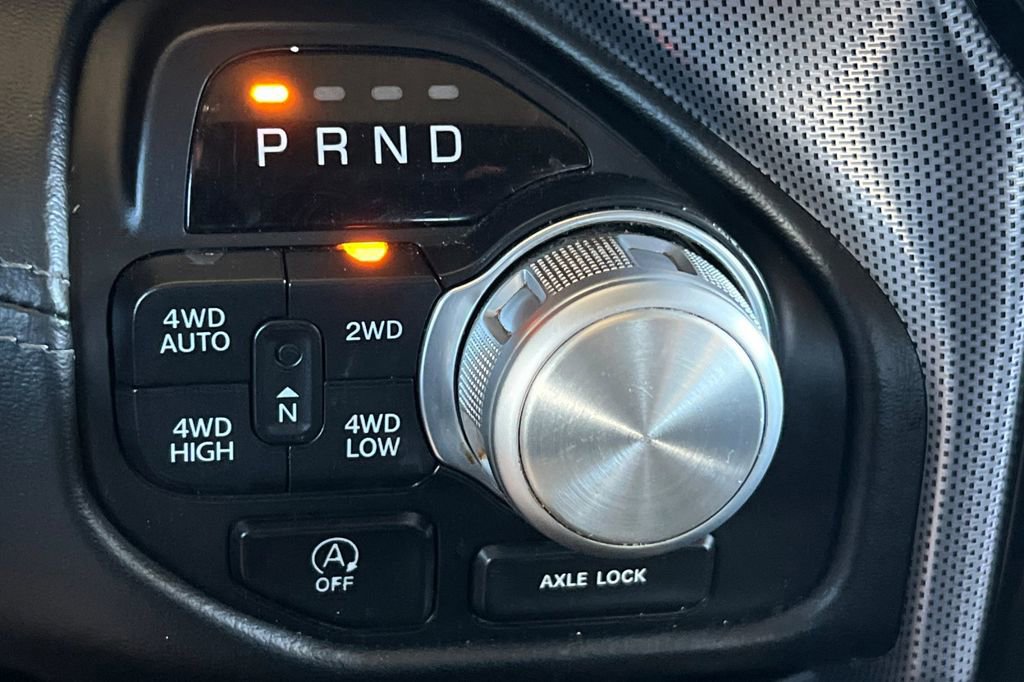 P R N D
4WD
AUTO
2WD
N
4WD
HIGH
4WD
LOW
A
OFF
AXLE LOCK